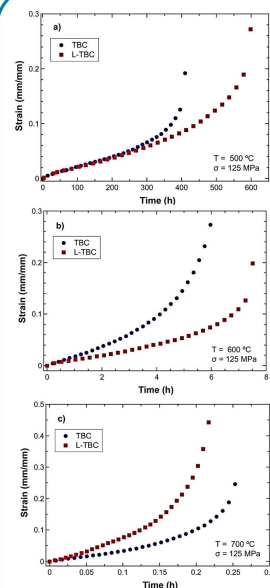 a)
TBC
L-TBC
Strain (mm/mm)
0.3
0.2
0.1
0
T = 500 ºC
σ = 125 MPa
0 100 200 300 400 500 600
Time (h)
b)
TBC
L-TBC
Strain (mm/mm)
0.3
0.2
0.1
0
T = 600 ºC
σ = 125 MPa
0 2 4 6 8
Time (h)
c)
TBC
L-TBC
Strain (mm/mm)
0.5
0.4
0.3
0.2
0.1
0
T = 700 ºC
σ = 125 MPa
0 0.05 0.1 0.15 0.2 0.25
Time (h)